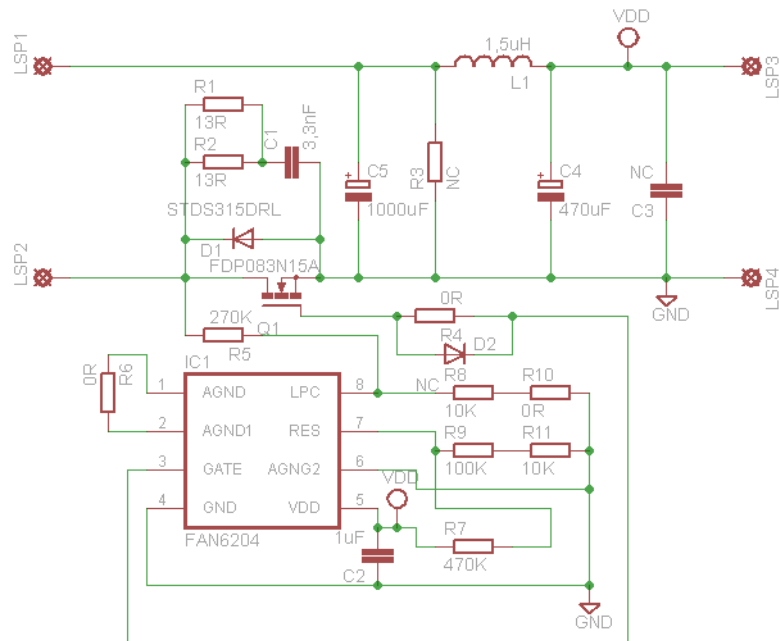 VDD
LSP1
1,5uH
LSP3
L1
R1
13R
C1
3,3nF
R2
13R
C5
1000uF
R3
NC
C4
470uF
NC
C3
STDS315DRL
D1
LSP2
FDP083N15A
LSP4
GND
270K
Q1
0R
R5
R4
D2
IC1
0R
R6
1
AGND
LPC
8
NC
R8
10K
R10
0R
2
AGND1
RES
7
R9
100K
R11
10K
3
GATE
AGNG2
6
VDD
4
GND
VDD
5
FAN6204
1uF
C2
R7
470K
GND